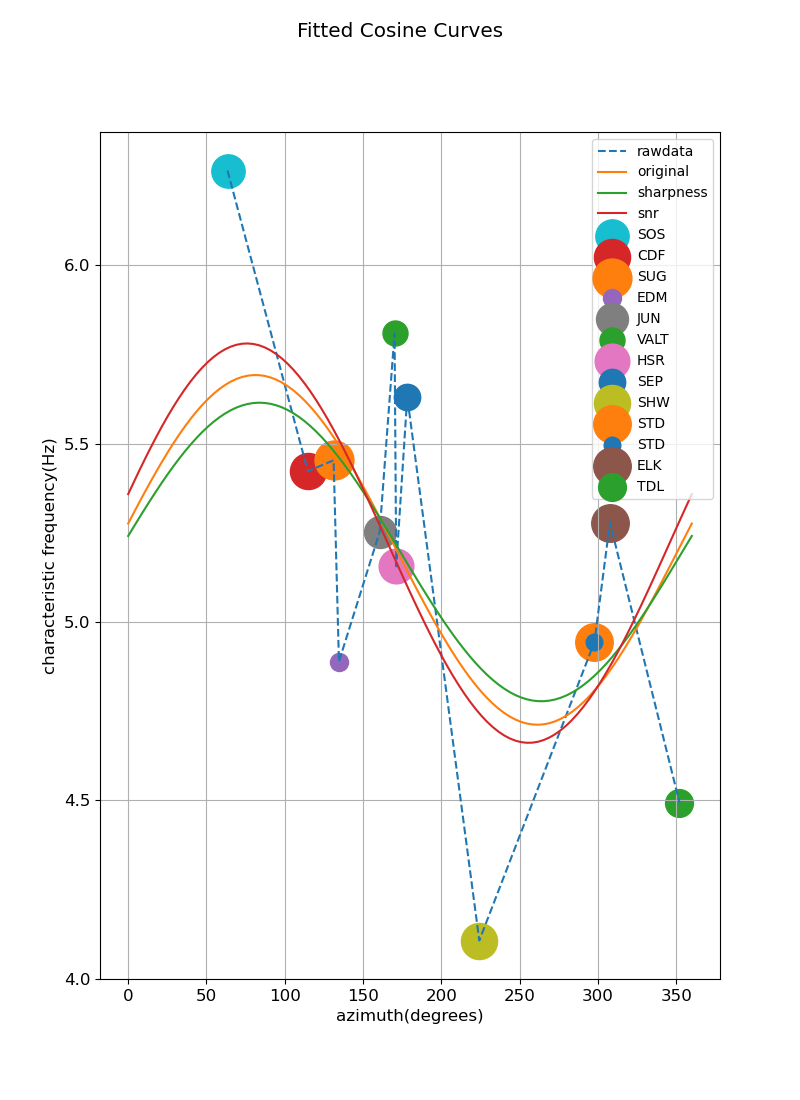 Fitted Cosine Curves
rawdata
original
sharpness
snr
SOS
CDF
SUG
EDM
JUN
VALT
HSR
SEP
SHW
STD
STD
ELK
TDL
characteristic frequency(Hz)
6.0
5.5
5.0
4.5
4.0
0 50 100 150 200 250 300 350
azimuth(degrees)